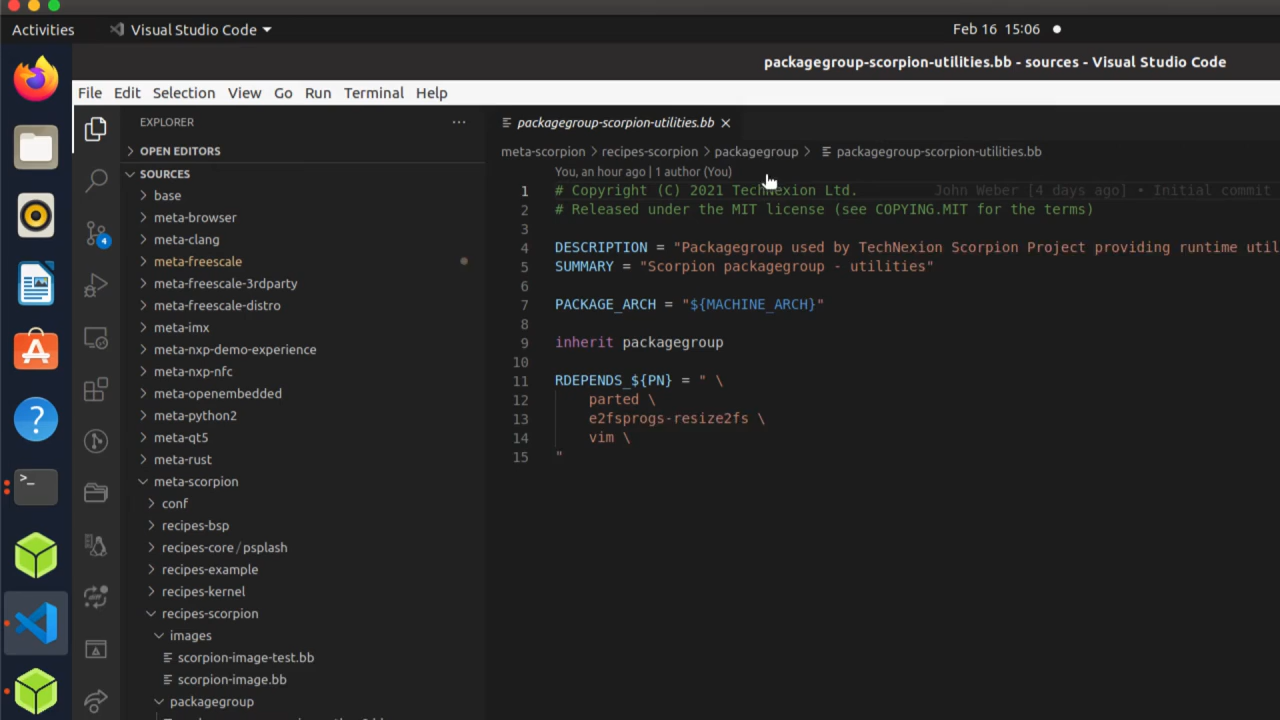 Activities
Visual Studio Code
Feb 16 15:06
packagegroup-scorpion-utilities.bb - sources - Visual Studio Code
File Edit Selection View Go Run Terminal Help
EXPLORER
OPEN EDITORS
SOURCES
base
meta-browser
meta-clang
meta-freescale
meta-freescale-3rdparty
meta-freescale-distro
meta-imx
meta-nxp-demo-experience
meta-nxp-nfc
meta-openembedded
meta-python2
meta-qt5
meta-rust
meta-scorpion
conf
recipes-bsp
recipes-core / psplash
recipes-example
recipes-kernel
recipes-scorpion
images
scorpion-image-test.bb
scorpion-image.bb
packagegroup
4
packagegroup-scorpion-utilities.bb
meta-scorpion > recipes-scorpion > packagegroup > packagegroup-scorpion-utilities.bb
You, an hour ago | 1 author (You)
1 # Copyright (C) 2021 TechNexion Ltd. John Weber [4 days ago] • Initial commit
2 # Released under the MIT license (see COPYING.MIT for the terms)
3
4 DESCRIPTION = "Packagegroup used by TechNexion Scorpion Project providing runtime util
5 SUMMARY = "Scorpion packagegroup - utilities"
6
7 PACKAGE_ARCH = "${MACHINE_ARCH}"
8
9 inherit packagegroup
10
11 RDEPENDS_${PN} = " \
12 parted \
13 e2fsprogs-resize2fs \
14 vim \
15 "